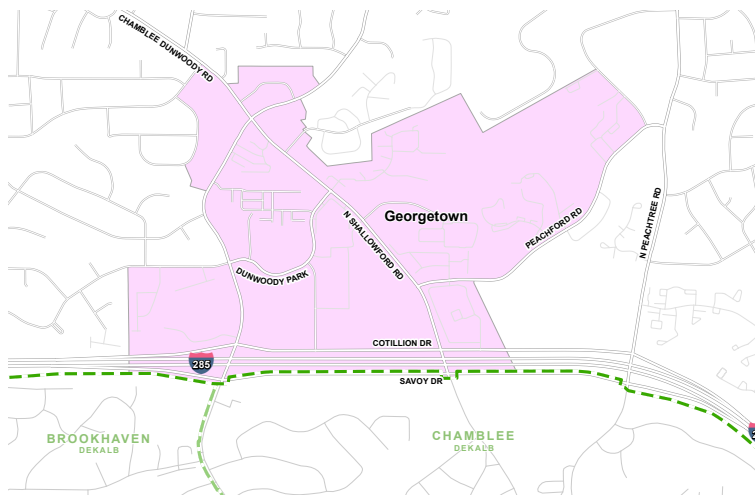 CHAMBLEE DUNWOODY RD
N PEACHTREE RD
Georgetown
N SHALLOWFORD RD
PEACHFORD RD
DUNWOODY PARK
COTILLION DR
285
SAVOY DR
BROOKHAVEN
DEKALB
CHAMBLEE
DEKALB